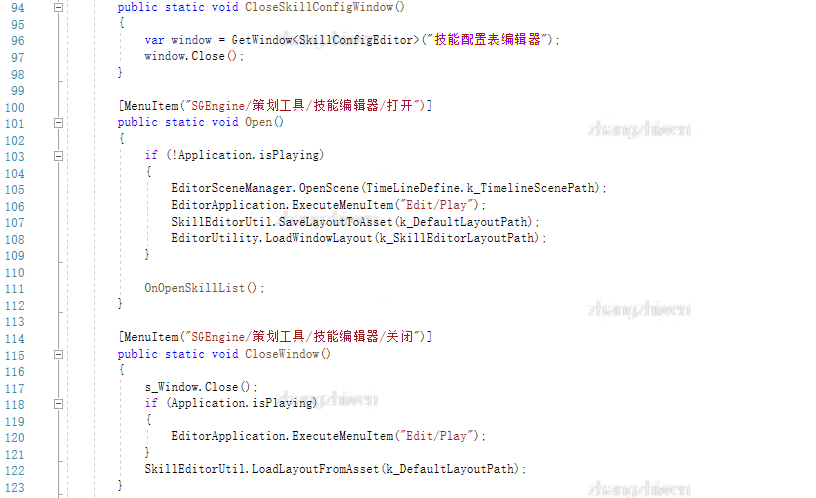 94 public static void CloseSkillConfigWindow()
95 {
96 var window = GetWindow<SkillConfigEditor>("技能配置表编辑器");
97 window.Close();
98 }
99
100 [MenuItem("SGEngine/策划工具/技能编辑器/打开")]
101 public static void Open()
102 {
103 if (!Application.isPlaying)
104 {
105 EditorSceneManager.OpenScene(TimeLineDefine.k_TimelineScenePath);
106 EditorApplication.ExecuteMenuItem("Edit/Play");
107 SkillEditorUtil.SaveLayoutToAsset(k_DefaultLayoutPath);
108 EditorUtility.LoadWindowLayout(k_SkillEditorLayoutPath);
109 }
110
111 OnOpenSkillList();
112 }
113
114 [MenuItem("SGEngine/策划工具/技能编辑器/关闭")]
115 public static void CloseWindow()
116 {
117 s_Window.Close();
118 if (Application.isPlaying)
119 {
120 EditorApplication.ExecuteMenuItem("Edit/Play");
121 }
122 SkillEditorUtil.LoadLayoutFromAsset(k_DefaultLayoutPath);
123 }
zhangzhiwen
zhangzhiwen
zhangzhiwen
zhangzhiwen